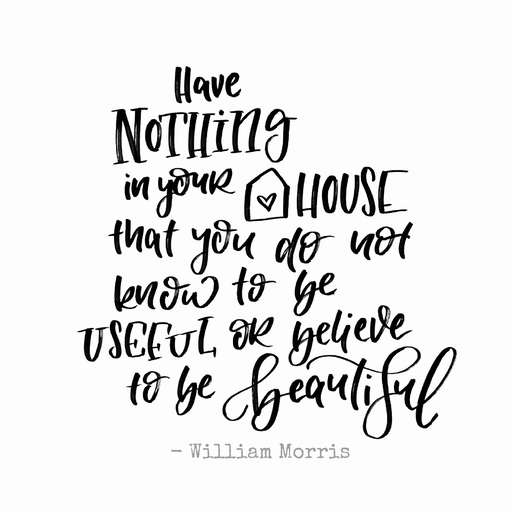 Have
NOTHING
in your HOUSE
that you do not
know to be
USEFUL or believe
to be beautiful
- William Morris